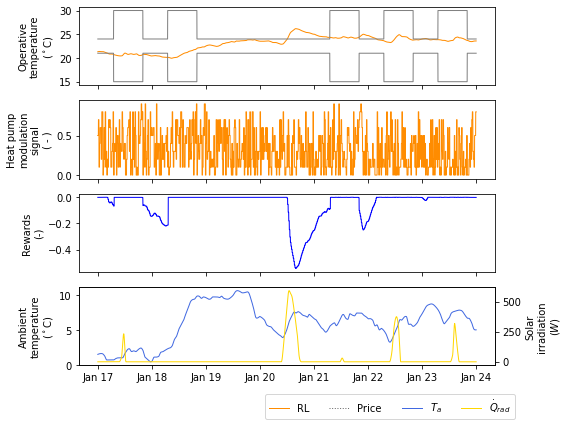 Operative
temperature
(°C)
30
25
20
15
Heat pump
modulation
signal
( - )
0.5
0.0
Rewards
(-)
0.0
−0.2
−0.4
Ambient
temperature
(°C)
10
5
0
500
250
0
Solar
irradiation
(W)
Jan 17 Jan 18 Jan 19 Jan 20 Jan 21 Jan 22 Jan 23 Jan 24
RL Price Tₐ Q̇_rad